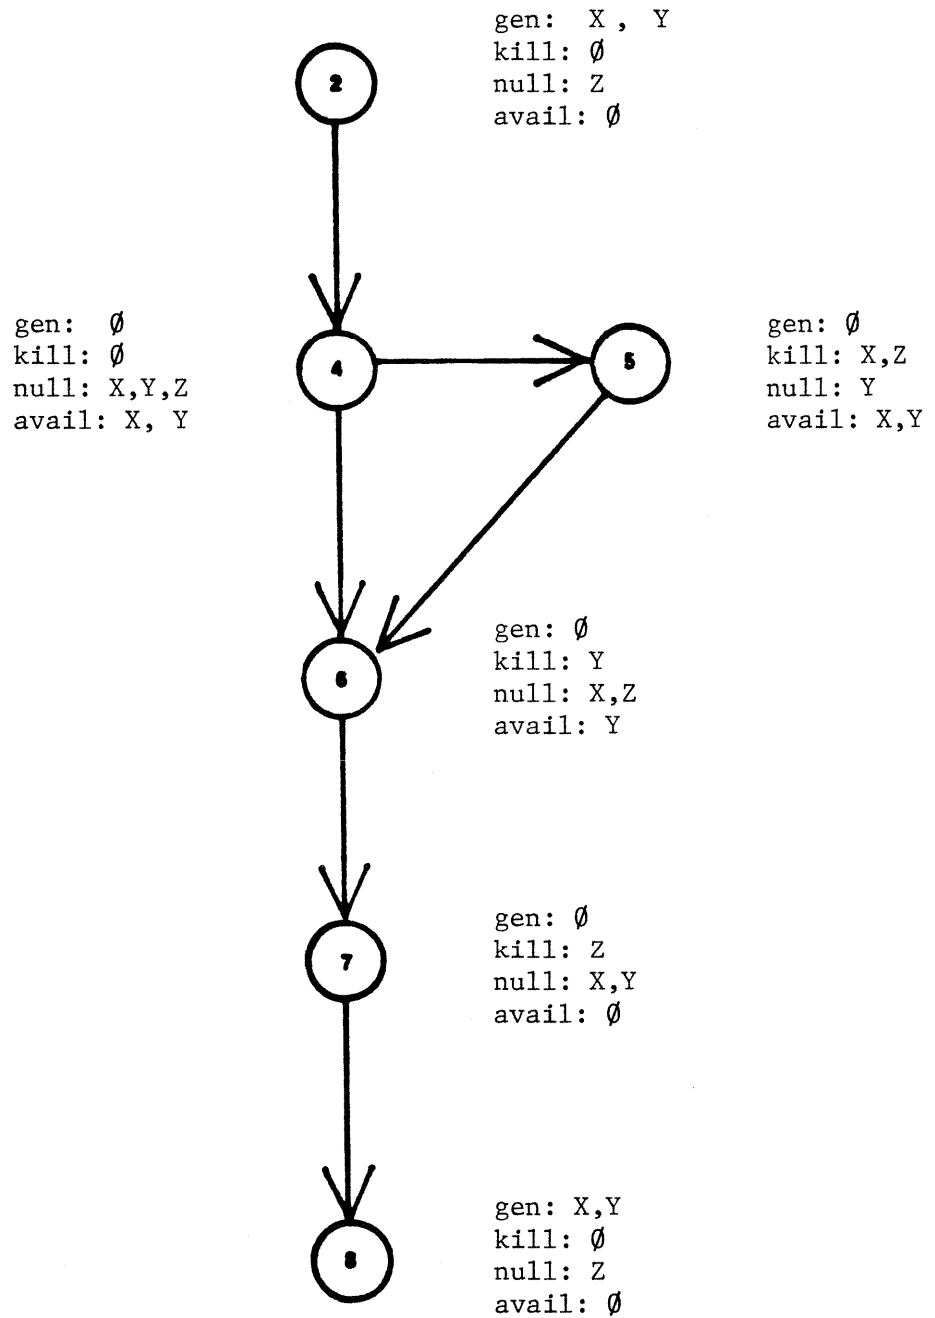 gen: X , Y
kill: Ø
null: Z
avail: Ø
2
gen: Ø
kill: Ø
null: X,Y,Z
avail: X, Y
4
5
gen: Ø
kill: X,Z
null: Y
avail: X,Y
6
gen: Ø
kill: Y
null: X,Z
avail: Y
7
gen: Ø
kill: Z
null: X,Y
avail: Ø
8
gen: X,Y
kill: Ø
null: Z
avail: Ø